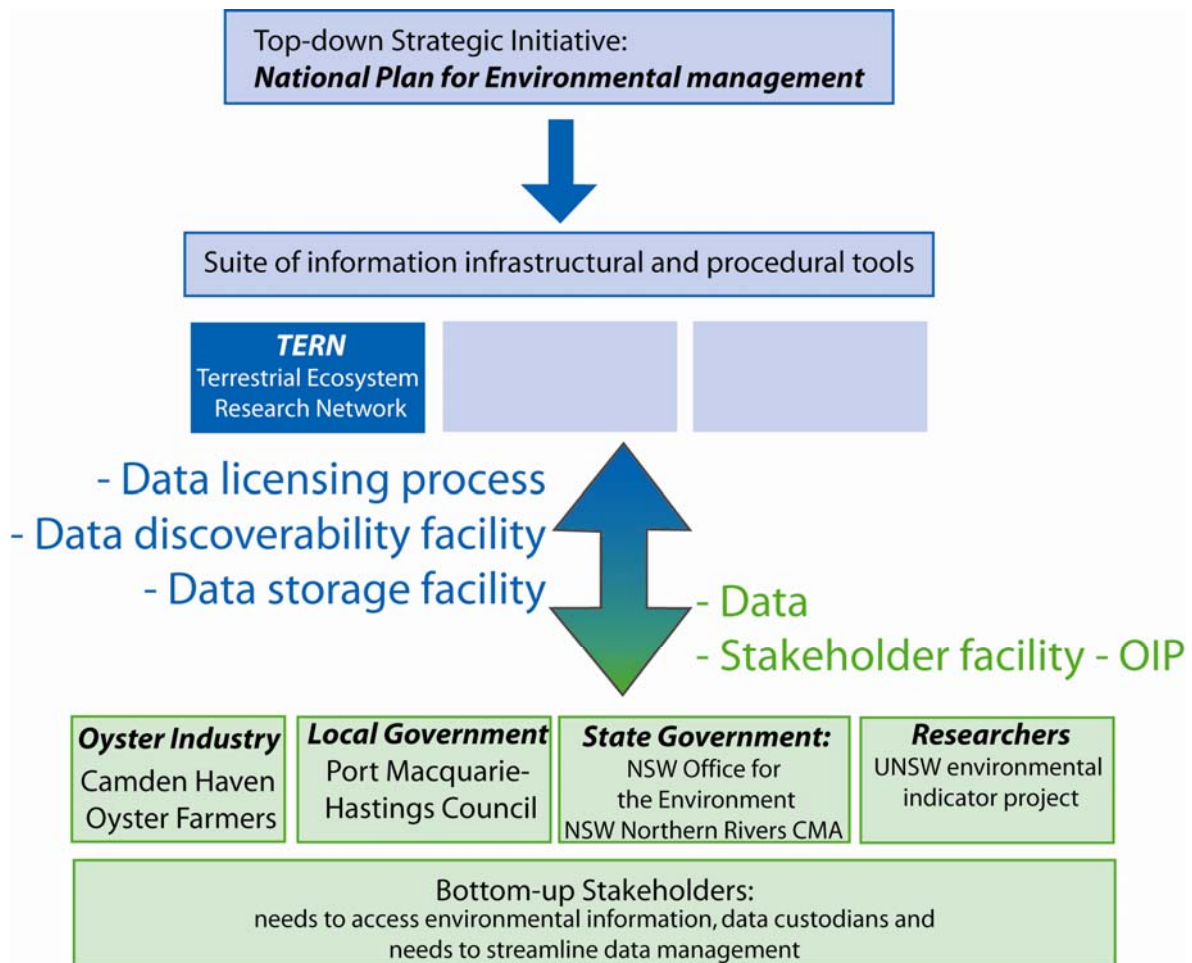 Top-down Strategic Initiative:
National Plan for Environmental management
Suite of information infrastructural and procedural tools
TERN
Terrestrial Ecosystem
Research Network
- Data licensing process
- Data discoverability facility
- Data storage facility
- Data
- Stakeholder facility - OIP
Oyster Industry
Camden Haven
Oyster Farmers
Local Government
Port Macquarie-
Hastings Council
State Government:
NSW Office for
the Environment
NSW Northern Rivers CMA
Researchers
UNSW environmental
indicator project
Bottom-up Stakeholders:
needs to access environmental information, data custodians and
needs to streamline data management